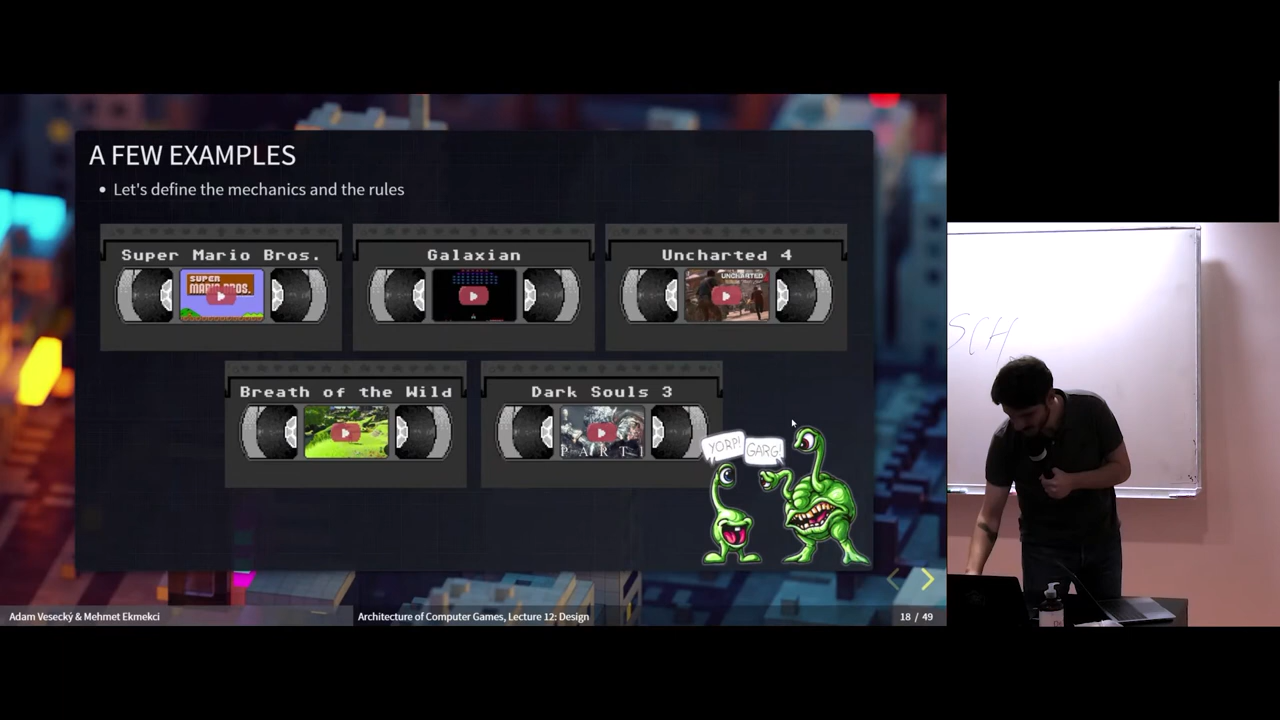 A FEW EXAMPLES
Let's define the mechanics and the rules
Super Mario Bros.
Galaxian
Uncharted 4
SUPER
MARIO BROS.
UNCHARTED
Breath of the Wild
Dark Souls 3
PART
YORP!
GARG!
SCH
Adam Vesecký & Mehmet Ekmekci
Architecture of Computer Games, Lecture 12: Design
18 / 49